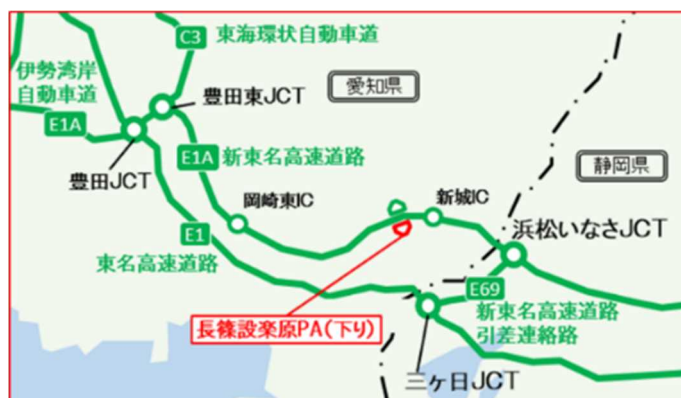 C3
東海環状自動車道
伊勢湾岸
自動車道
愛知県
豊田東JCT
E1A
E1A
新東名高速道路
静岡県
豊田JCT
岡崎東IC
新城IC
浜松いなさJCT
E1
東名高速道路
E69
新東名高速道路
引差連絡路
長篠設楽原PA(下り)
三ヶ日JCT